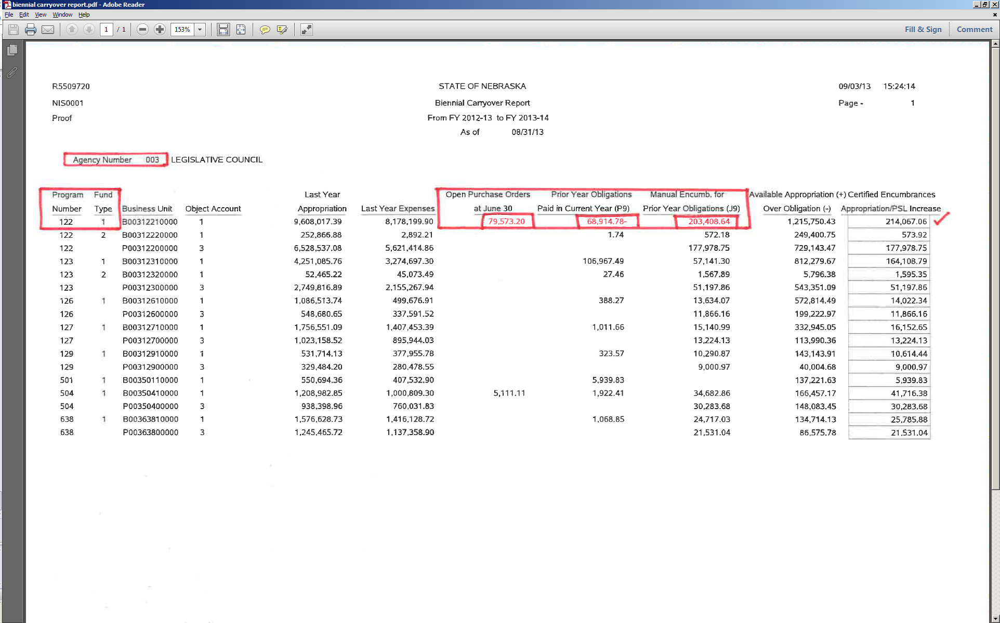 biennial carryover report.pdf - Adobe Reader
File Edit View Window Help
1 / 1 153% Fill & Sign Comment
R5509720 STATE OF NEBRASKA 09/03/13 15:24:14
NIS0001 Biennial Carryover Report Page - 1
Proof From FY 2012-13 to FY 2013-14
As of 08/31/13
Agency Number 003 LEGISLATIVE COUNCIL
Program Fund Last Year Open Purchase Orders Prior Year Obligations Manual Encumb. for Available Appropriation (+) Certified Encumbrances
Number Type Business Unit Object Account Appropriation Last Year Expenses at June 30 Paid in Current Year (P9) Prior Year Obligations (J9) Over Obligation (-) Appropriation/PSL Increase
122 1 B00312210000 1 9,608,017.39 8,178,199.90 79,573.20 68,914.78- 203,408.64 1,215,750.43 214,067.06
122 2 B00312220000 1 252,866.88 2,892.21 1.74 572.18 249,400.75 573.92
122 P00312200000 3 6,528,537.08 5,621,414.86 177,978.75 729,143.47 177,978.75
123 1 B00312310000 1 4,251,085.76 3,274,697.30 106,967.49 57,141.30 812,279.67 164,108.79
123 2 B00312320000 1 52,465.22 45,073.49 27.46 1,567.89 5,796.38 1,595.35
123 P00312300000 3 2,749,816.89 2,155,267.94 51,197.86 543,351.09 51,197.86
126 1 B00312610000 1 1,086,513.74 499,676.91 388.27 13,634.07 572,814.49 14,022.34
126 P00312600000 3 548,680.65 337,591.52 11,866.16 199,222.97 11,866.16
127 1 B00312710000 1 1,756,551.09 1,407,453.39 1,011.66 15,140.99 332,945.05 16,152.65
127 P00312700000 3 1,023,158.52 895,944.03 13,224.13 113,990.36 13,224.13
129 1 B00312910000 1 531,714.13 377,955.78 323.57 10,290.87 143,143.91 10,614.44
129 P00312900000 3 329,484.20 280,478.55 9,000.97 40,004.68 9,000.97
501 1 B00350110000 1 550,694.36 407,532.90 5,939.83 137,221.63 5,939.83
504 1 B00350410000 1 1,208,982.85 1,000,809.30 5,111.11 1,922.41 34,682.86 166,457.17 41,716.38
504 P00350400000 3 938,398.96 760,031.83 30,283.68 148,083.45 30,283.68
638 1 B00363810000 1 1,576,628.73 1,416,128.72 1,068.85 24,717.03 134,714.13 25,785.88
638 P00363800000 3 1,245,465.72 1,137,358.90 21,531.04 86,575.78 21,531.04